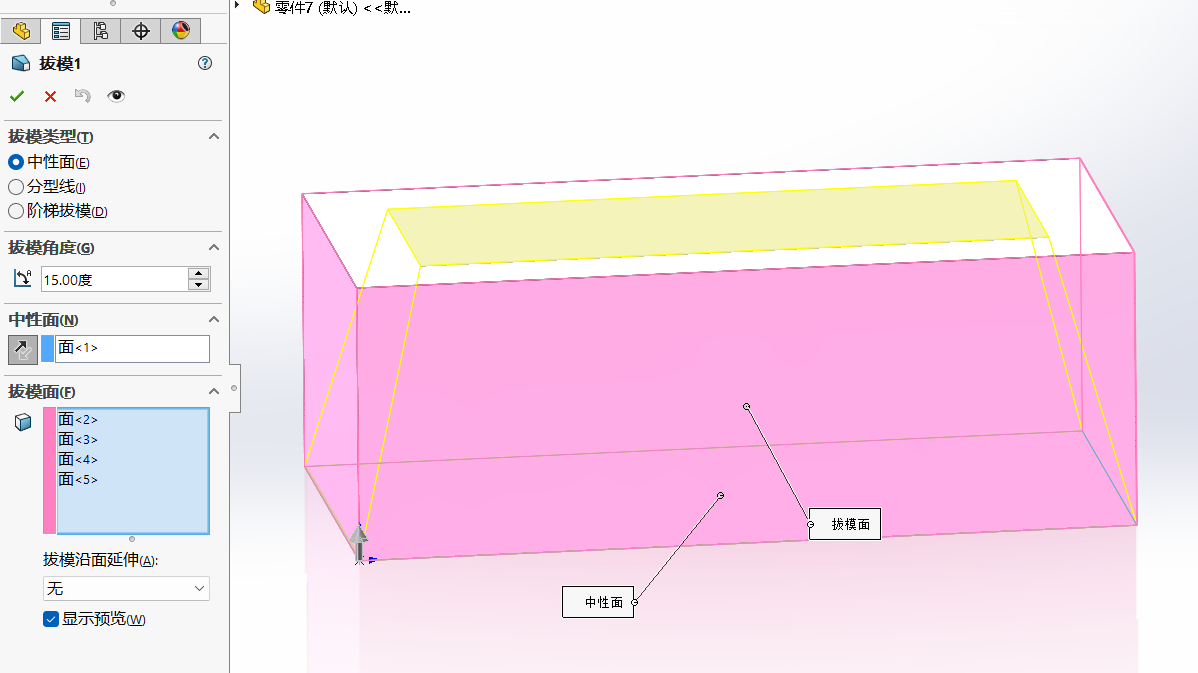 零件7 (默认) <<默...
拔模1
拔模类型(T)
中性面(E)
分型线(I)
阶梯拔模(D)
拔模角度(G)
15.00度
中性面(N)
面<1>
拔模面(F)
面<2>
面<3>
面<4>
面<5>
拔模沿面延伸(A):
无
显示预览(W)
拔模面
中性面